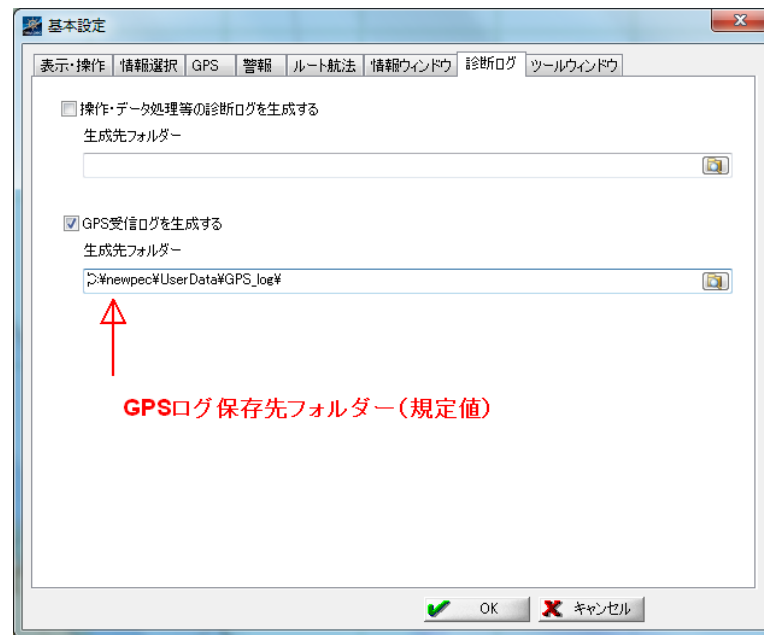 基本設定
表示・操作 情報選択 GPS 警報 ルート航法 情報ウィンドウ 診断ログ ツールウィンドウ
操作・データ処理等の診断ログを生成する
生成先フォルダー
GPS受信ログを生成する
生成先フォルダー
:¥newpec¥UserData¥GPS_log¥
GPSログ保存先フォルダー（規定値）
OK キャンセル